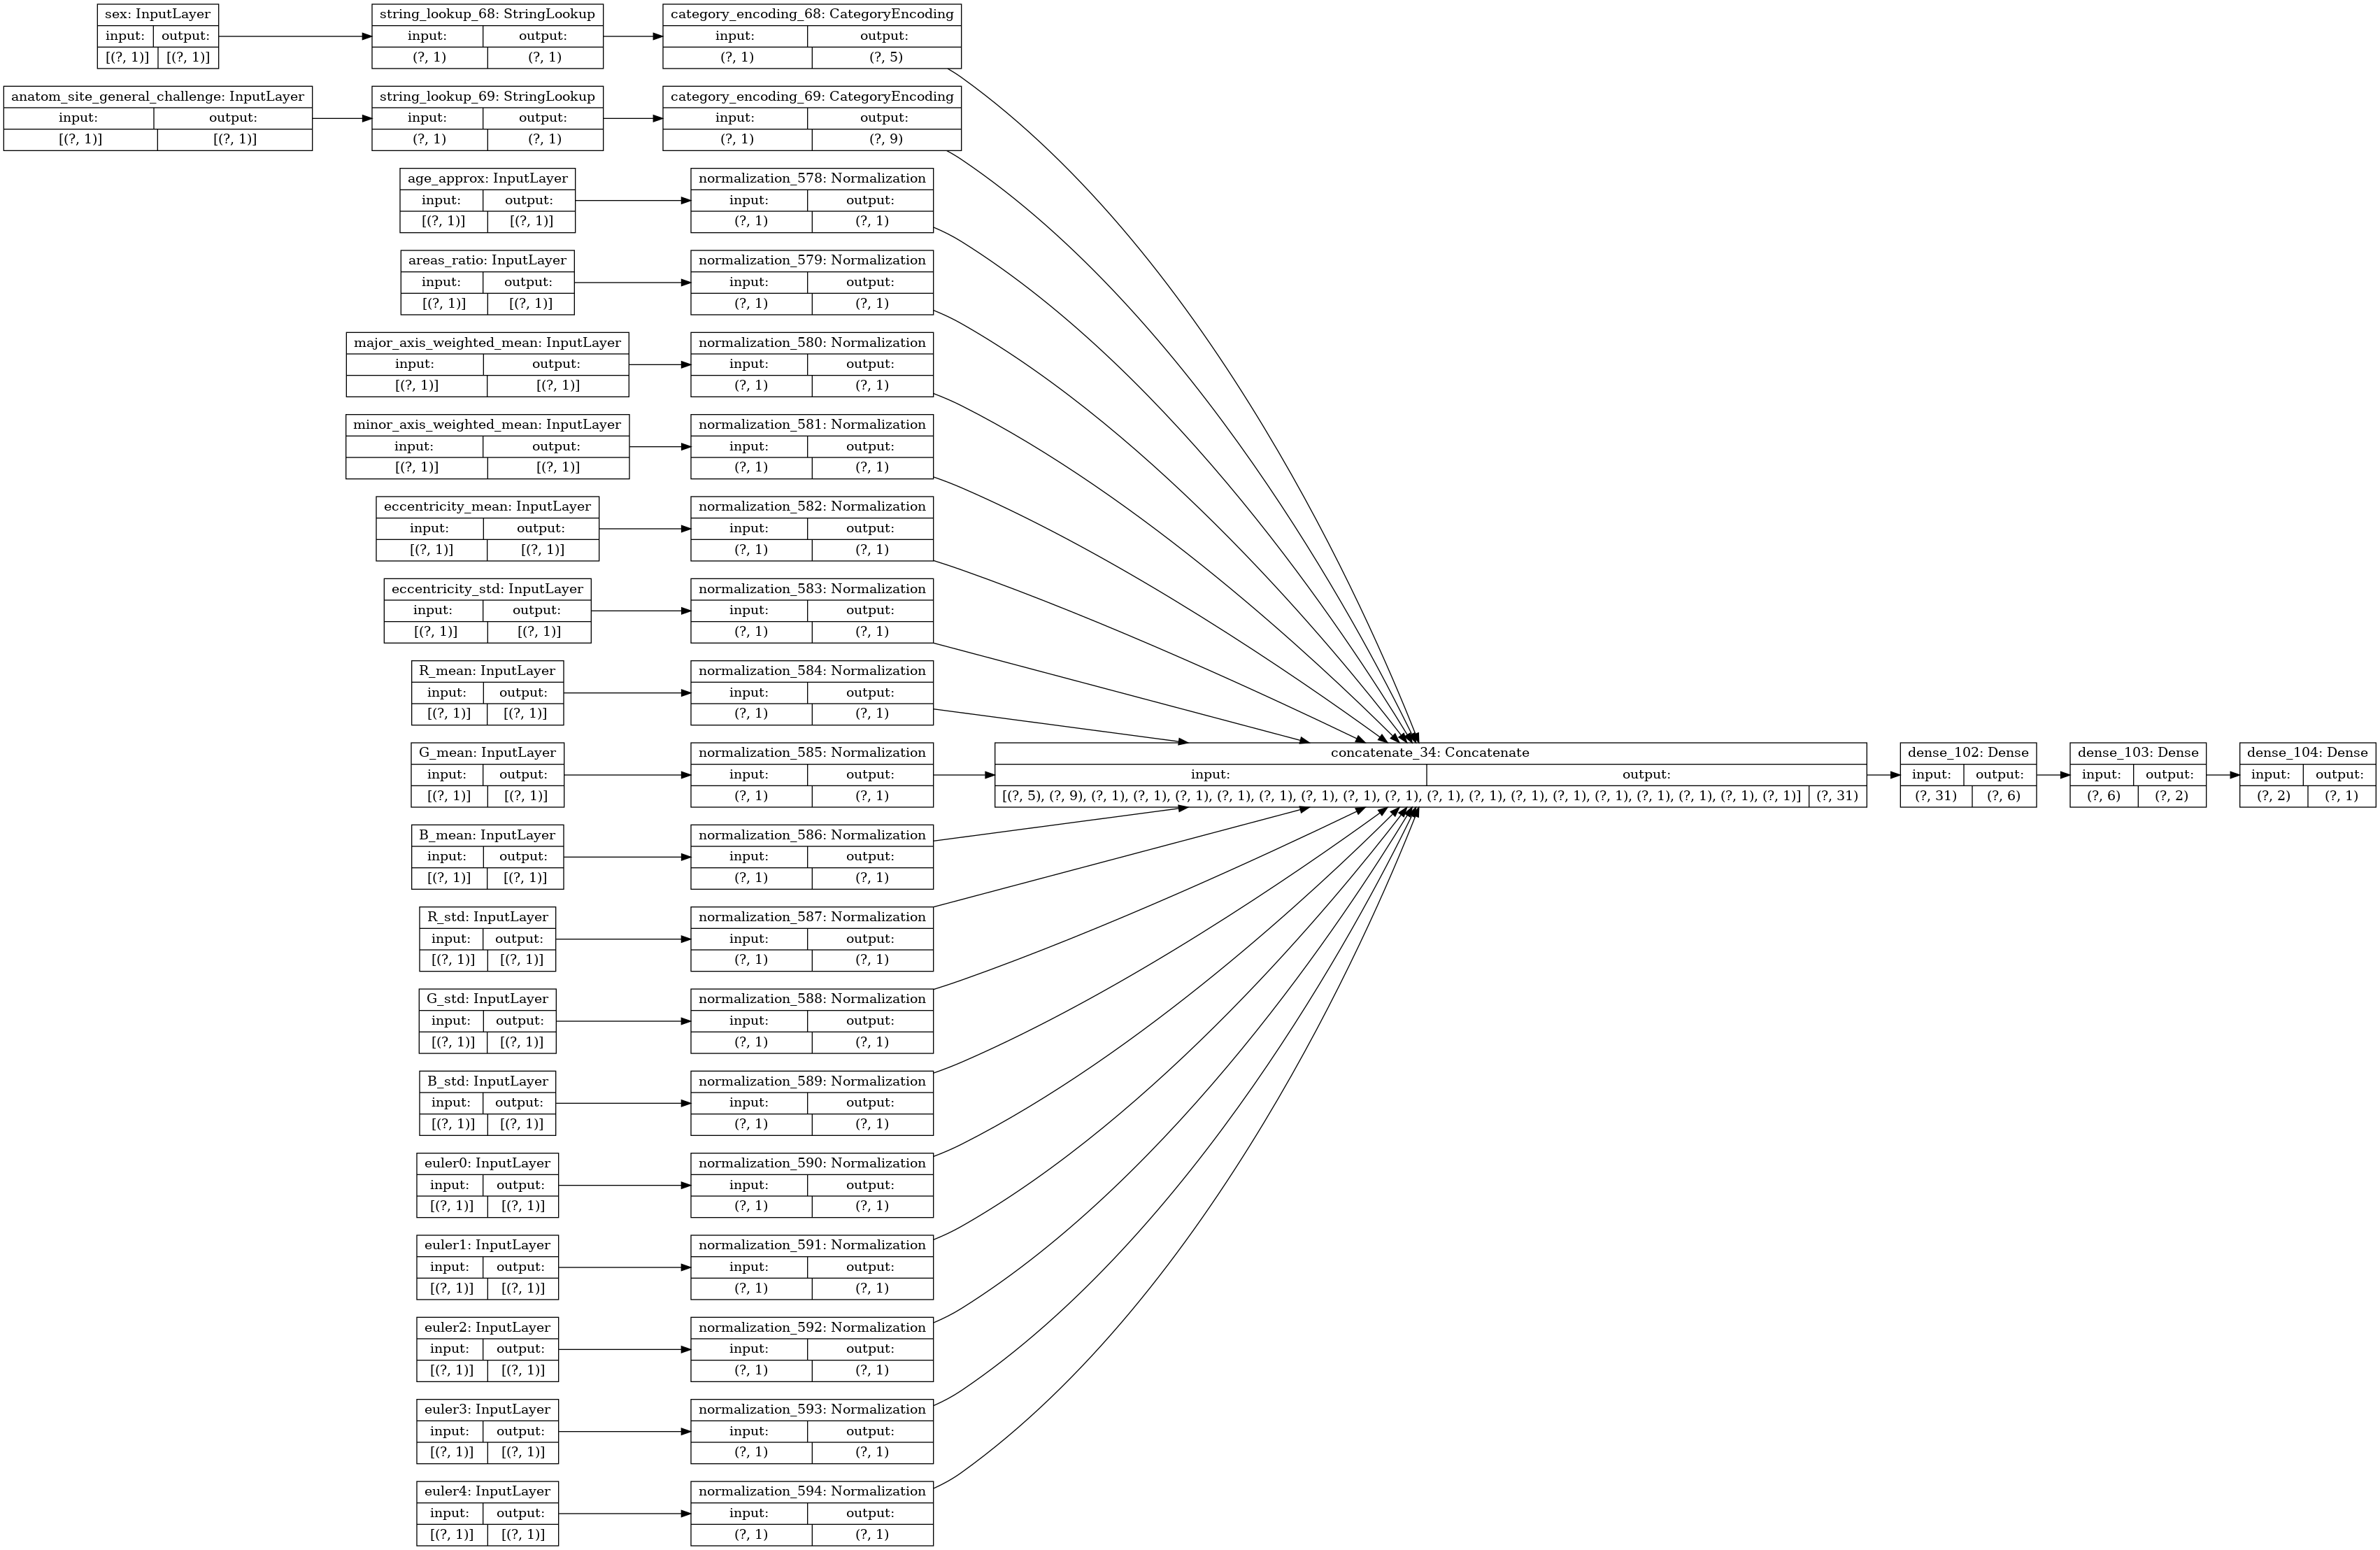 sex: InputLayer
input: output:
[(?, 1)] [(?, 1)]
string_lookup_68: StringLookup
input: output:
(?, 1) (?, 1)
category_encoding_68: CategoryEncoding
input: output:
(?, 1) (?, 5)
anatom_site_general_challenge: InputLayer
input: output:
[(?, 1)] [(?, 1)]
string_lookup_69: StringLookup
input: output:
(?, 1) (?, 1)
category_encoding_69: CategoryEncoding
input: output:
(?, 1) (?, 9)
age_approx: InputLayer
input: output:
[(?, 1)] [(?, 1)]
normalization_578: Normalization
input: output:
(?, 1) (?, 1)
areas_ratio: InputLayer
input: output:
[(?, 1)] [(?, 1)]
normalization_579: Normalization
input: output:
(?, 1) (?, 1)
major_axis_weighted_mean: InputLayer
input: output:
[(?, 1)] [(?, 1)]
normalization_580: Normalization
input: output:
(?, 1) (?, 1)
minor_axis_weighted_mean: InputLayer
input: output:
[(?, 1)] [(?, 1)]
normalization_581: Normalization
input: output:
(?, 1) (?, 1)
eccentricity_mean: InputLayer
input: output:
[(?, 1)] [(?, 1)]
normalization_582: Normalization
input: output:
(?, 1) (?, 1)
eccentricity_std: InputLayer
input: output:
[(?, 1)] [(?, 1)]
normalization_583: Normalization
input: output:
(?, 1) (?, 1)
R_mean: InputLayer
input: output:
[(?, 1)] [(?, 1)]
normalization_584: Normalization
input: output:
(?, 1) (?, 1)
G_mean: InputLayer
input: output:
[(?, 1)] [(?, 1)]
normalization_585: Normalization
input: output:
(?, 1) (?, 1)
concatenate_34: Concatenate
input: output:
[(?, 5), (?, 9), (?, 1), (?, 1), (?, 1), (?, 1), (?, 1), (?, 1), (?, 1), (?, 1), (?, 1), (?, 1), (?, 1), (?, 1), (?, 1), (?, 1), (?, 1), (?, 1), (?, 1)] (?, 31)
dense_102: Dense
input: output:
(?, 31) (?, 6)
dense_103: Dense
input: output:
(?, 6) (?, 2)
dense_104: Dense
input: output:
(?, 2) (?, 1)
B_mean: InputLayer
input: output:
[(?, 1)] [(?, 1)]
normalization_586: Normalization
input: output:
(?, 1) (?, 1)
R_std: InputLayer
input: output:
[(?, 1)] [(?, 1)]
normalization_587: Normalization
input: output:
(?, 1) (?, 1)
G_std: InputLayer
input: output:
[(?, 1)] [(?, 1)]
normalization_588: Normalization
input: output:
(?, 1) (?, 1)
B_std: InputLayer
input: output:
[(?, 1)] [(?, 1)]
normalization_589: Normalization
input: output:
(?, 1) (?, 1)
euler0: InputLayer
input: output:
[(?, 1)] [(?, 1)]
normalization_590: Normalization
input: output:
(?, 1) (?, 1)
euler1: InputLayer
input: output:
[(?, 1)] [(?, 1)]
normalization_591: Normalization
input: output:
(?, 1) (?, 1)
euler2: InputLayer
input: output:
[(?, 1)] [(?, 1)]
normalization_592: Normalization
input: output:
(?, 1) (?, 1)
euler3: InputLayer
input: output:
[(?, 1)] [(?, 1)]
normalization_593: Normalization
input: output:
(?, 1) (?, 1)
euler4: InputLayer
input: output:
[(?, 1)] [(?, 1)]
normalization_594: Normalization
input: output:
(?, 1) (?, 1)